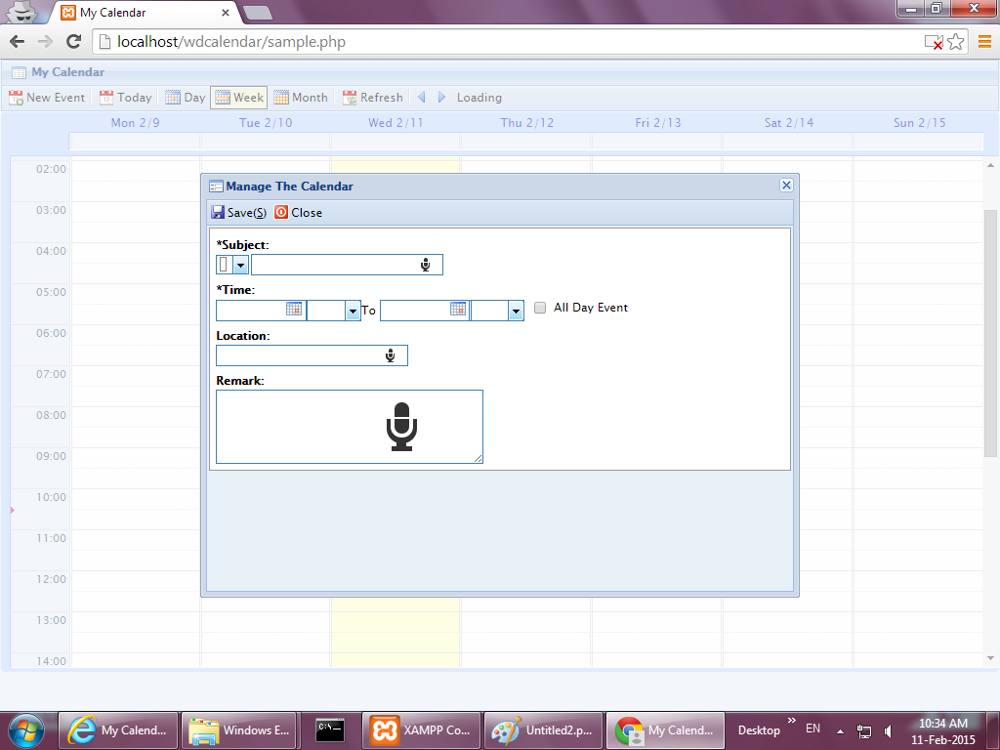 My Calendar
localhost/wdcalendar/sample.php
My Calendar
New Event Today Day Week Month Refresh Loading
Mon 2/9 Tue 2/10 Wed 2/11 Thu 2/12 Fri 2/13 Sat 2/14 Sun 2/15
02:00
03:00
04:00
05:00
06:00
07:00
08:00
09:00
10:00
11:00
12:00
13:00
14:00
Manage The Calendar
Save(S) Close
*Subject:
*Time:
To All Day Event
Location:
Remark:
My Calend... Windows E... C:\._ XAMPP Co... Untitled2.p... My Calend... Desktop » EN 10:34 AM
11-Feb-2015